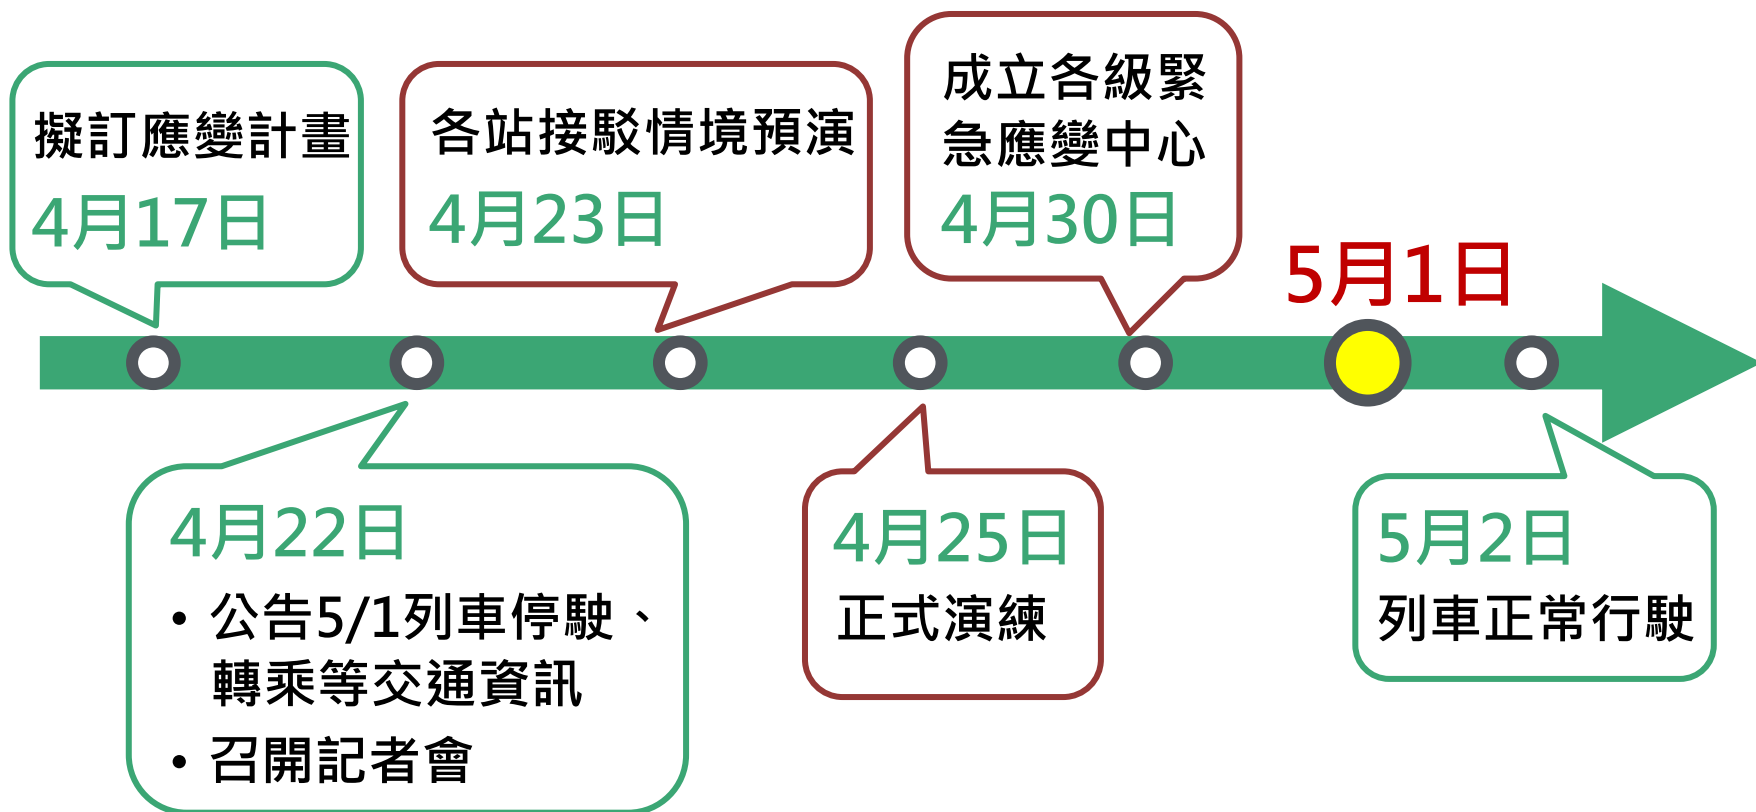 擬訂應變計畫
4月17日
各站接駁情境預演
4月23日
成立各級緊
急應變中心
4月30日
5月1日
4月22日
• 公告5/1列車停駛、
轉乘等交通資訊
• 召開記者會
4月25日
正式演練
5月2日
列車正常行駛